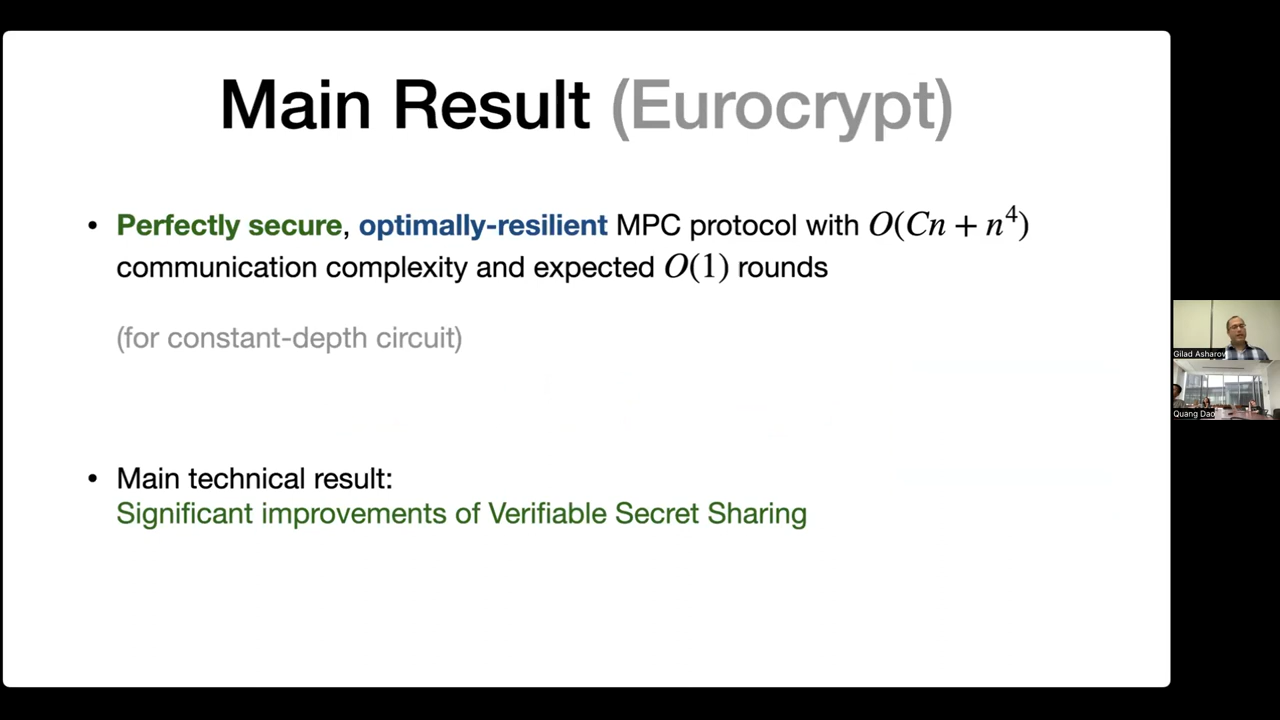 Main Result (Eurocrypt)
• Perfectly secure, optimally-resilient MPC protocol with O(Cn + n⁴)
communication complexity and expected O(1) rounds
(for constant-depth circuit)
• Main technical result:
Significant improvements of Verifiable Secret Sharing
Gilad Asharov
Quang Dao